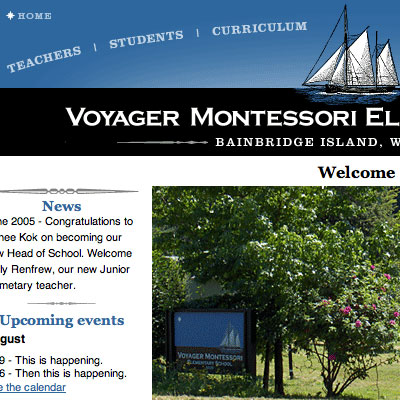 HOME
TEACHERS | STUDENTS | CURRICULUM
VOYAGER MONTESSORI EL
BAINBRIDGE ISLAND, W
Welcome
News
ne 2005 - Congratulations to
nee Kok on becoming our
w Head of School. Welcome
ly Renfrew, our new Junior
metary teacher.
Upcoming events
gust
9 - This is happening.
6 - Then this is happening.
e the calendar
VOYAGER MONTESSORI
ELEMENTARY SCHOOL